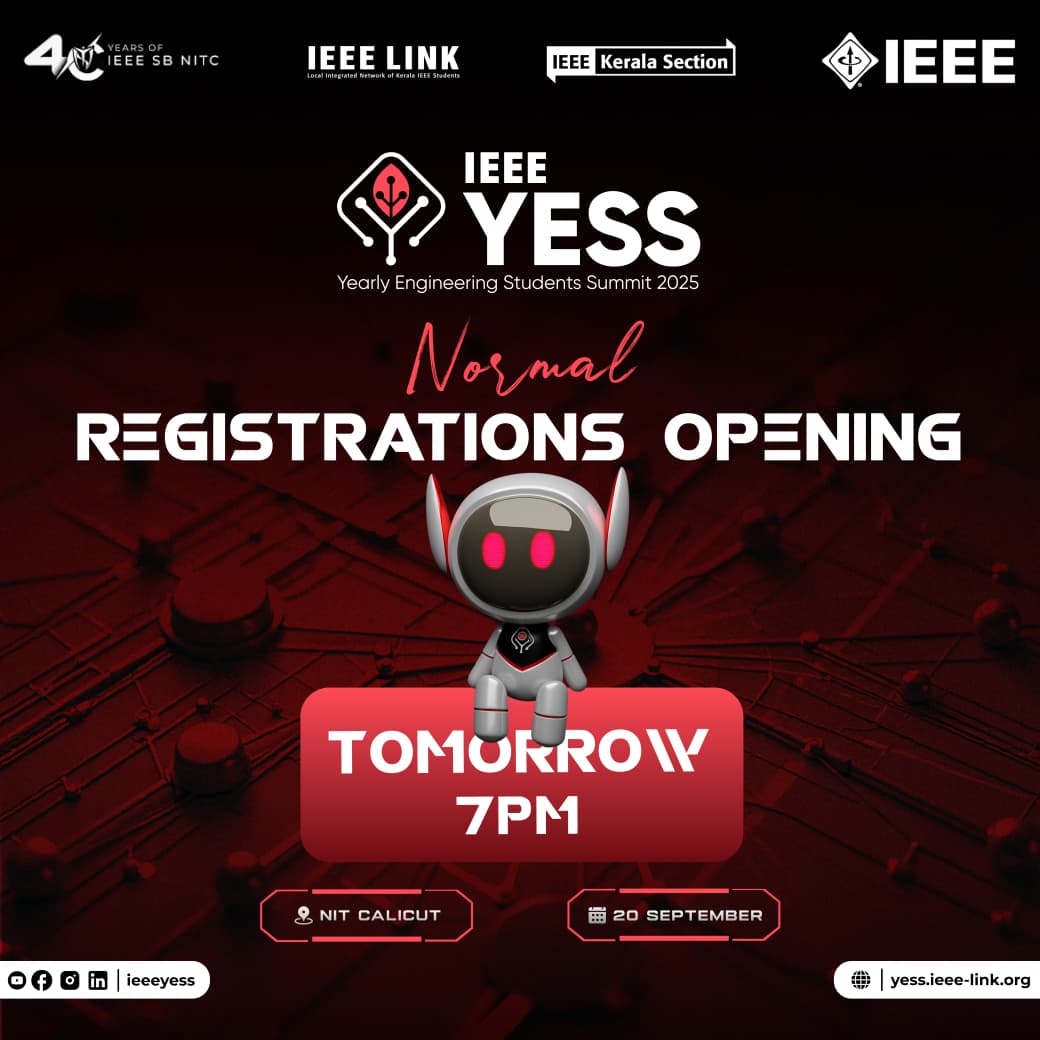 40 YEARS OF
IEEE SB NITC
IEEE LINK
Local Integrated Network of Kerala IEEE Students
IEEE Kerala Section
IEEE
IEEE
YESS
Yearly Engineering Students Summit 2025
Normal
REGISTRATIONS OPENING
TOMORROW
7PM
NIT CALICUT
20 SEPTEMBER
ieeeyess
yess.ieee-link.org